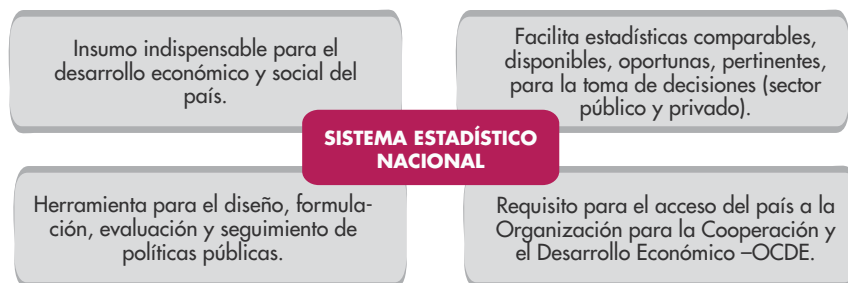 Insumo indispensable para el
desarrollo económico y social del
país.
Facilita estadísticas comparables,
disponibles, oportunas, pertinentes,
para la toma de decisiones (sector
público y privado).
SISTEMA ESTADÍSTICO
NACIONAL
Herramienta para el diseño, formula-
ción, evaluación y seguimiento de
políticas públicas.
Requisito para el acceso del país a la
Organización para la Cooperación y
el Desarrollo Económico –OCDE.